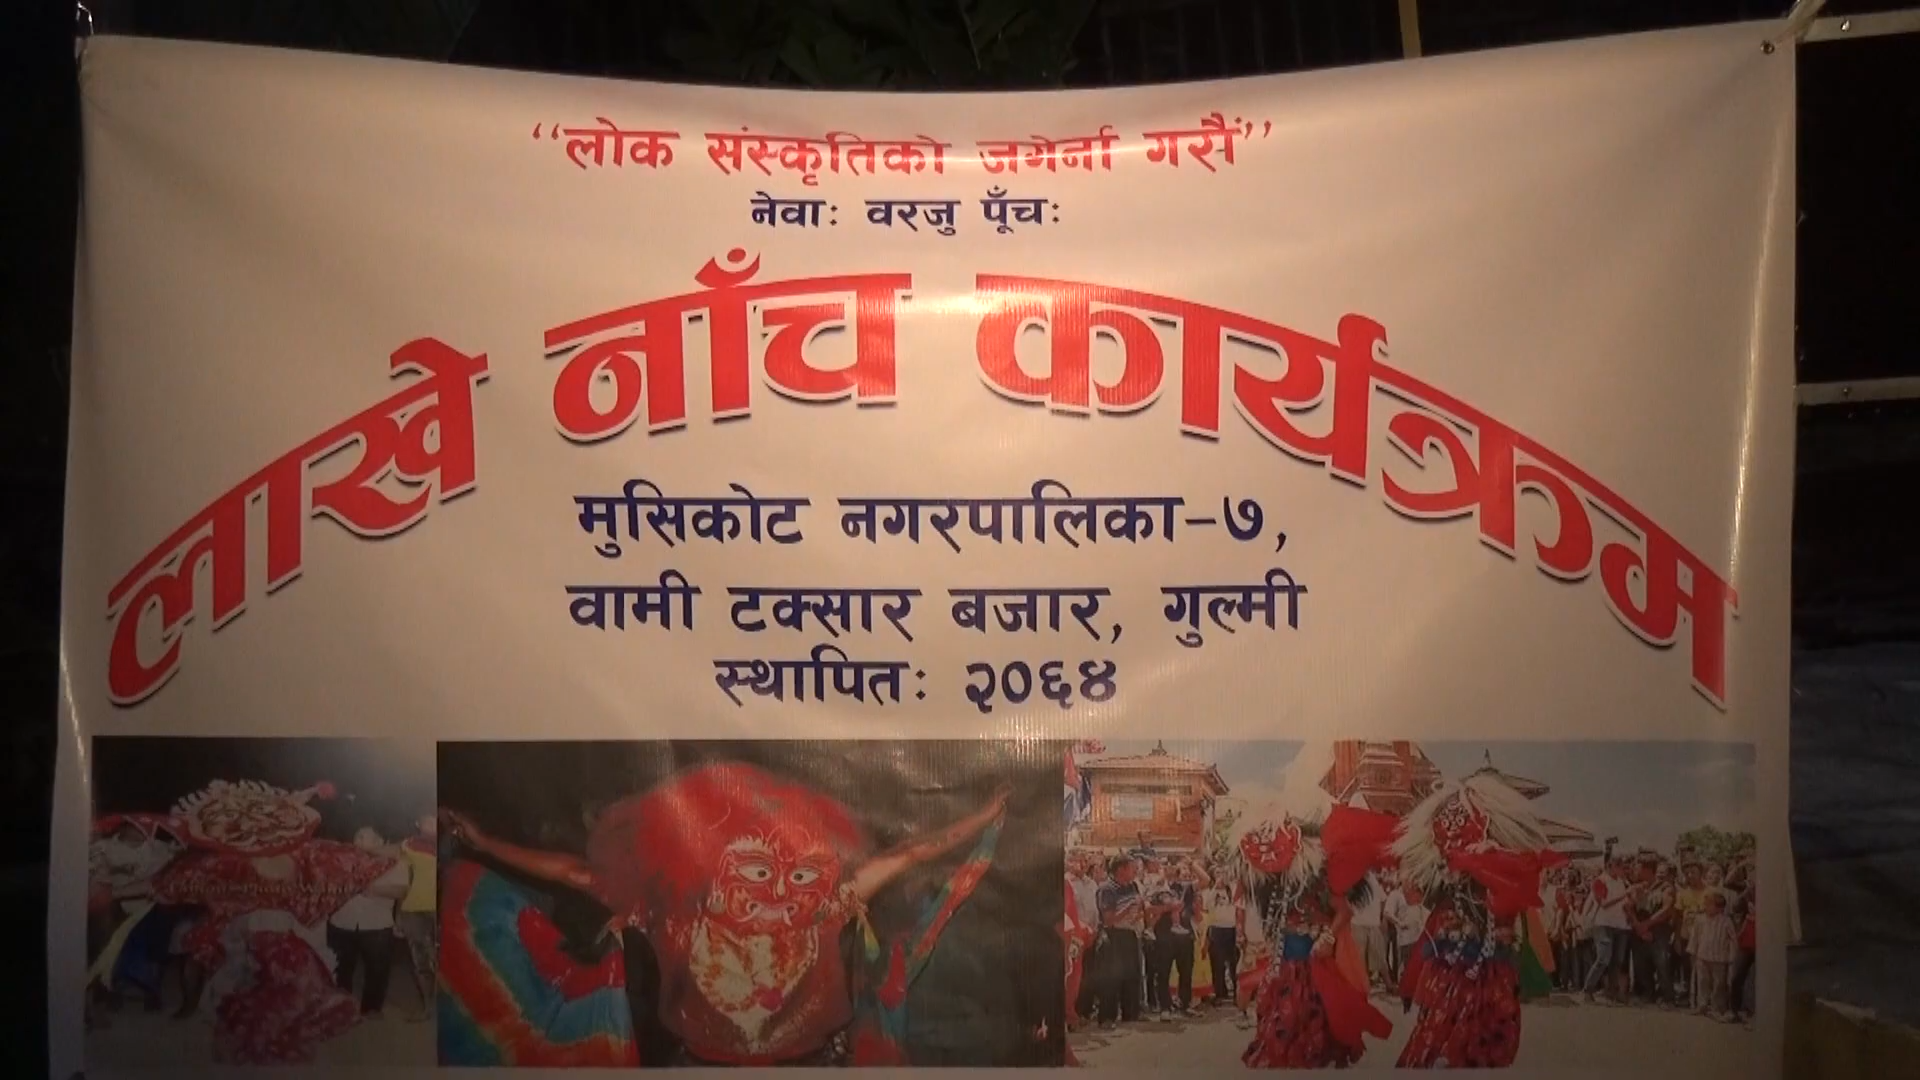 “लोक संस्कृतिको जगेर्ना गरौं”
नेवाः वरजु पूँचः
लाखे नाँच कार्यक्रम
मुसिकोट नगरपालिका-७,
वामी टक्सार बजार, गुल्मी
स्थापितः २०६४